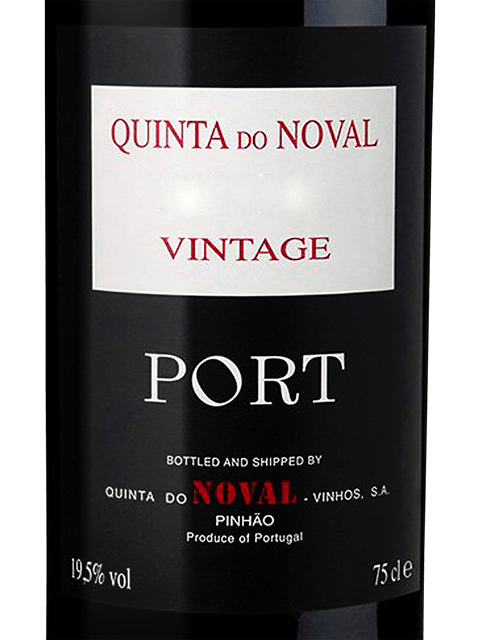 QUINTA DO NOVAL
VINTAGE
PORT
BOTTLED AND SHIPPED BY
QUINTA DO NOVAL - VINHOS, S.A.
PINHÃO
Produce of Portugal
19,5% vol 75 cl e